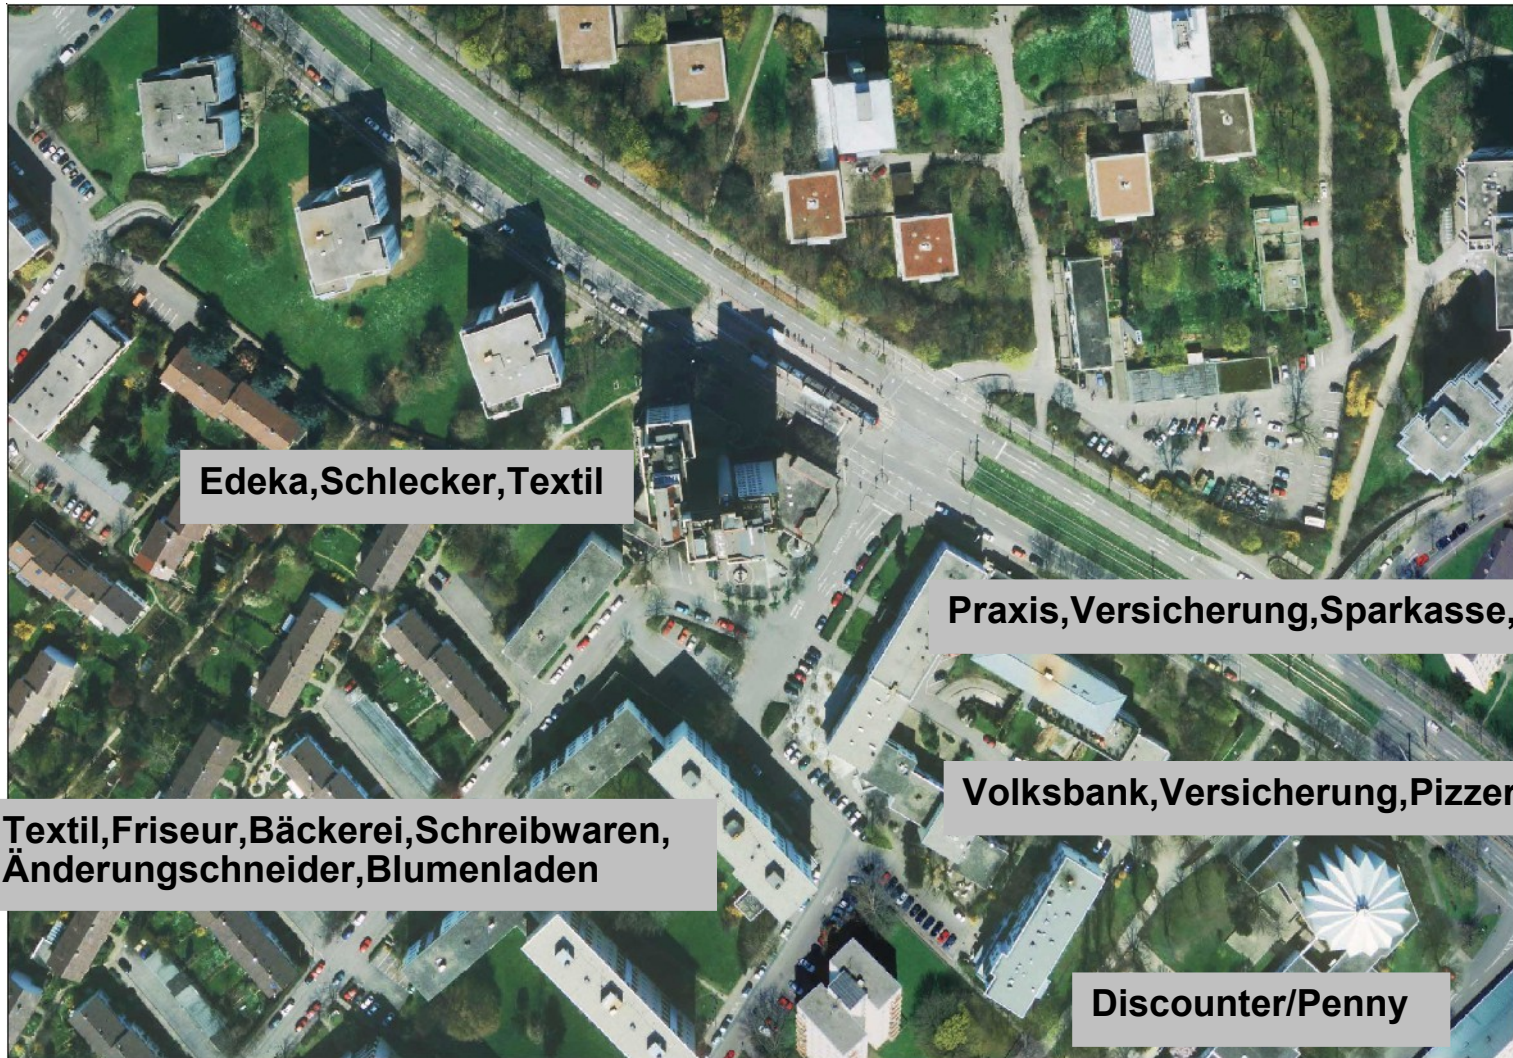 Edeka,Schlecker,Textil
Praxis,Versicherung,Sparkasse,
Volksbank,Versicherung,Pizzer
Textil,Friseur,Bäckerei,Schreibwaren,
Änderungschneider,Blumenladen
Discounter/Penny